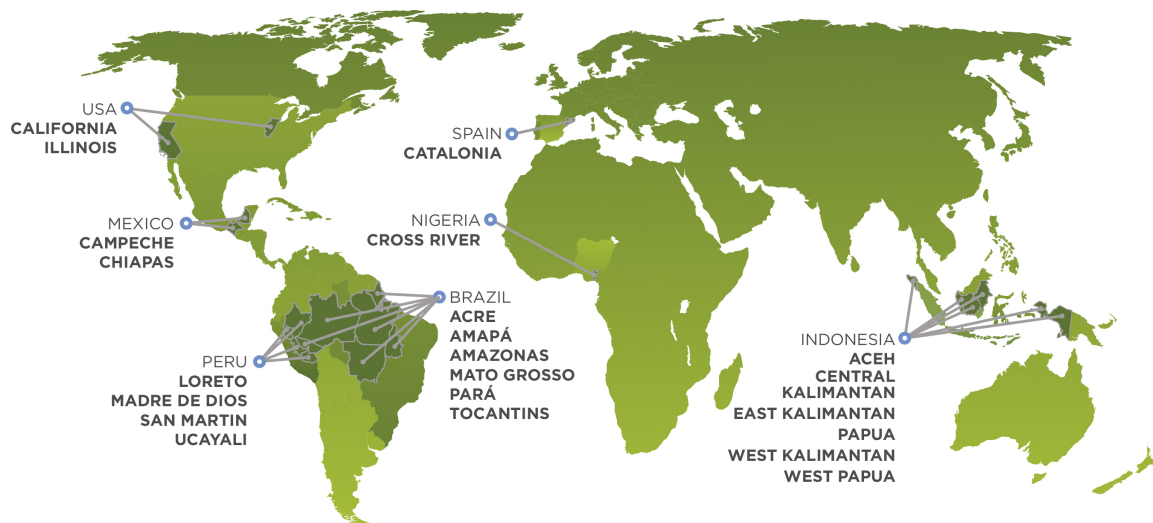 USA
CALIFORNIA
ILLINOIS
MEXICO
CAMPECHE
CHIAPAS
PERU
LORETO
MADRE DE DIOS
SAN MARTIN
UCAYALI
BRAZIL
ACRE
AMAPÁ
AMAZONAS
MATO GROSSO
PARÁ
TOCANTINS
SPAIN
CATALONIA
NIGERIA
CROSS RIVER
INDONESIA
ACEH
CENTRAL
KALIMANTAN
EAST KALIMANTAN
PAPUA
WEST KALIMANTAN
WEST PAPUA